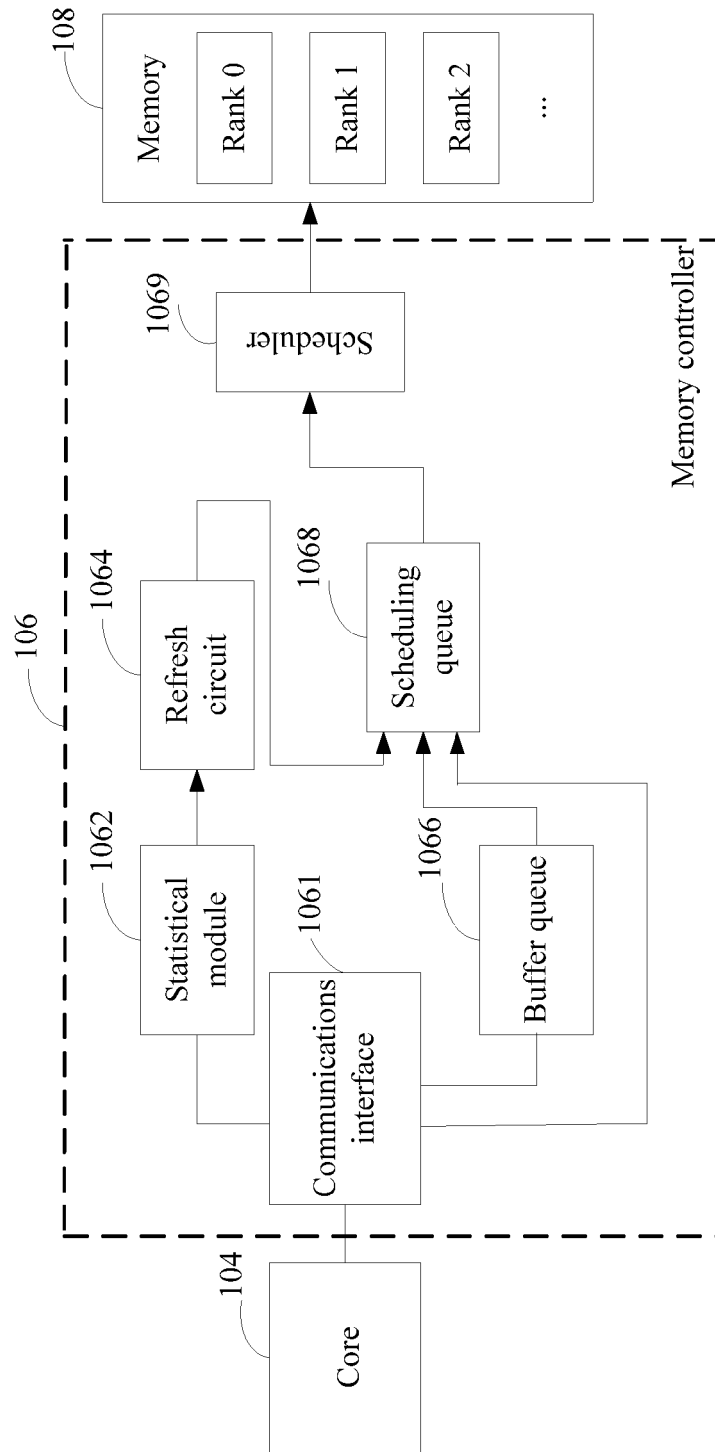 106
108
1062
Statistical
module
1064
Refresh
circuit
1069
Scheduler
Memory
Rank 0
Rank 1
Rank 2
...
104
Core
1061
Communications
interface
1068
Scheduling
queue
1066
Buffer queue
Memory controller